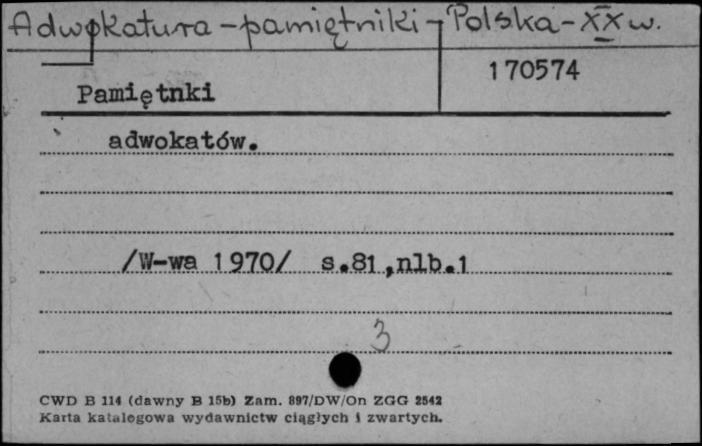 Adwokatura - pamiętniki - Polska - XX w.
170574
Pamiętnki
adwokatów.
/W-wa 1970/ s.81,nlb.1
3
CWD B 114 (dawny B 15b) Zam. 897/DW/On ZGG 2542
Karta katalogowa wydawnictw ciągłych i zwartych.